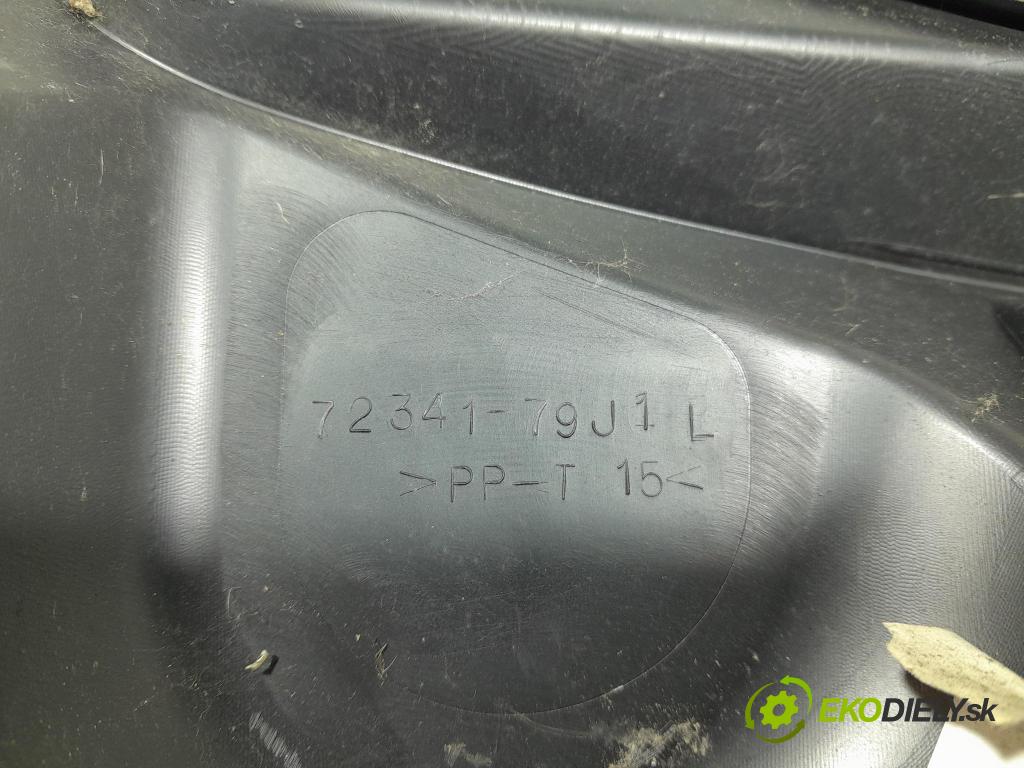 72341-79J1 L
>PP-T 15<
EKODIELY.sk